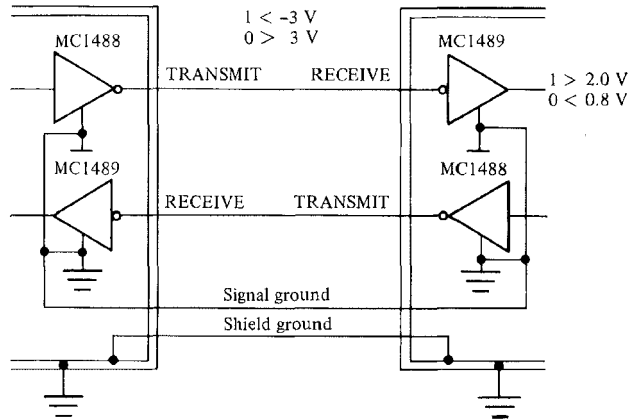 1 < -3 V
0 > 3 V
MC1488
MC1489
TRANSMIT
RECEIVE
1 > 2.0 V
0 < 0.8 V
MC1489
MC1488
RECEIVE
TRANSMIT
Signal ground
Shield ground